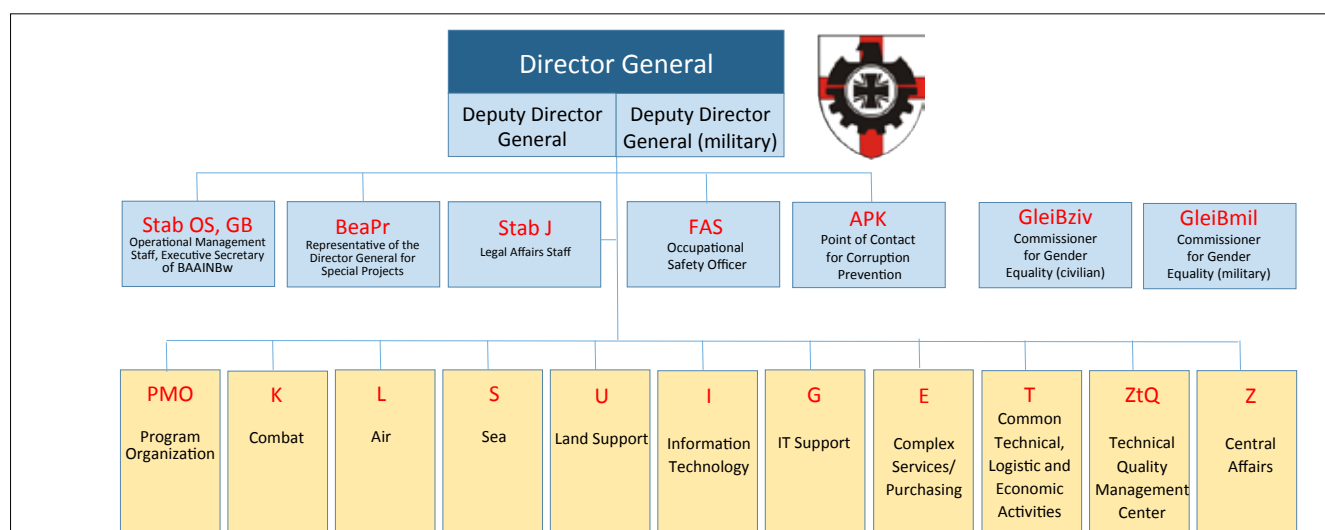 Director General
Deputy Director
General
Deputy Director
General (military)
Stab OS, GB
Operational Management
Staff, Executive Secretary
of BAAINBw
BeaPr
Representative of the
Director General for
Special Projects
Stab J
Legal Affairs Staff
FAS
Occupational
Safety Officer
APK
Point of Contact
for Corruption
Prevention
GleiBziv
Commissioner
for Gender
Equality (civilian)
GleiBmil
Commissioner
for Gender
Equality (military)
PMO
Program
Organization
K
Combat
L
Air
S
Sea
U
Land Support
I
Information
Technology
G
IT Support
E
Complex
Services/
Purchasing
T
Common
Technical,
Logistic and
Economic
Activities
ZtQ
Technical
Quality
Management
Center
Z
Central
Affairs